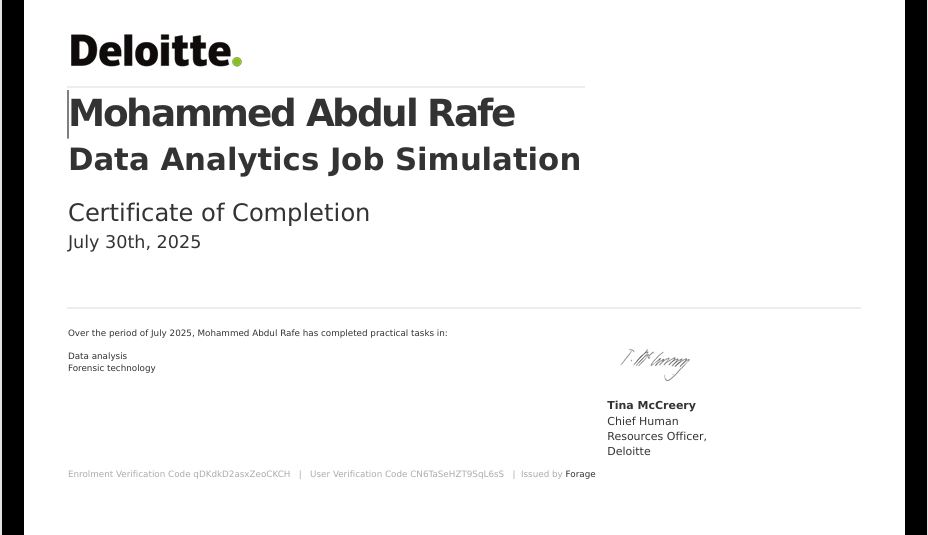 Deloitte.
Mohammed Abdul Rafe
Data Analytics Job Simulation
Certificate of Completion
July 30th, 2025
Over the period of July 2025, Mohammed Abdul Rafe has completed practical tasks in:
Data analysis
Forensic technology
T. McCreery
Tina McCreery
Chief Human
Resources Officer,
Deloitte
Enrolment Verification Code qDKdkD2asxZeoCKCH | User Verification Code CN6TaSeHZT9SqL6sS | Issued by Forage